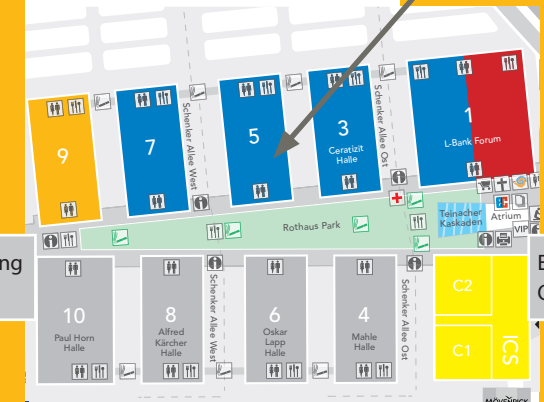 1
L-Bank Forum
3
Ceratizit
Halle
5
7
9
Schenker Allee West
Schenker Allee Ost
Rothaus Park
Teinacher
Kaskaden
Atrium
VIP
ng
10
Paul Horn
Halle
8
Alfred
Kärcher
Halle
Schenker Allee West
6
Oskar
Lapp
Halle
4
Mahle
Halle
Schenker Allee Ost
C2
C1
ICS
MÖVENPICK